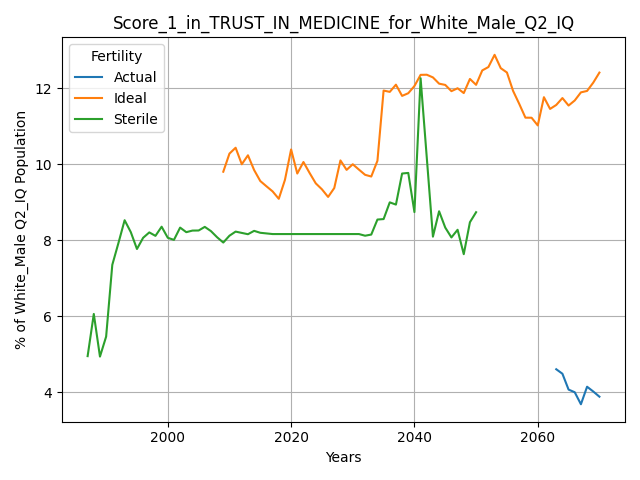 Score_1_in_TRUST_IN_MEDICINE_for_White_Male_Q2_IQ
Fertility
Actual
Ideal
Sterile
% of White_Male Q2_IQ Population
12
10
8
6
4
2000
2020
2040
2060
Years